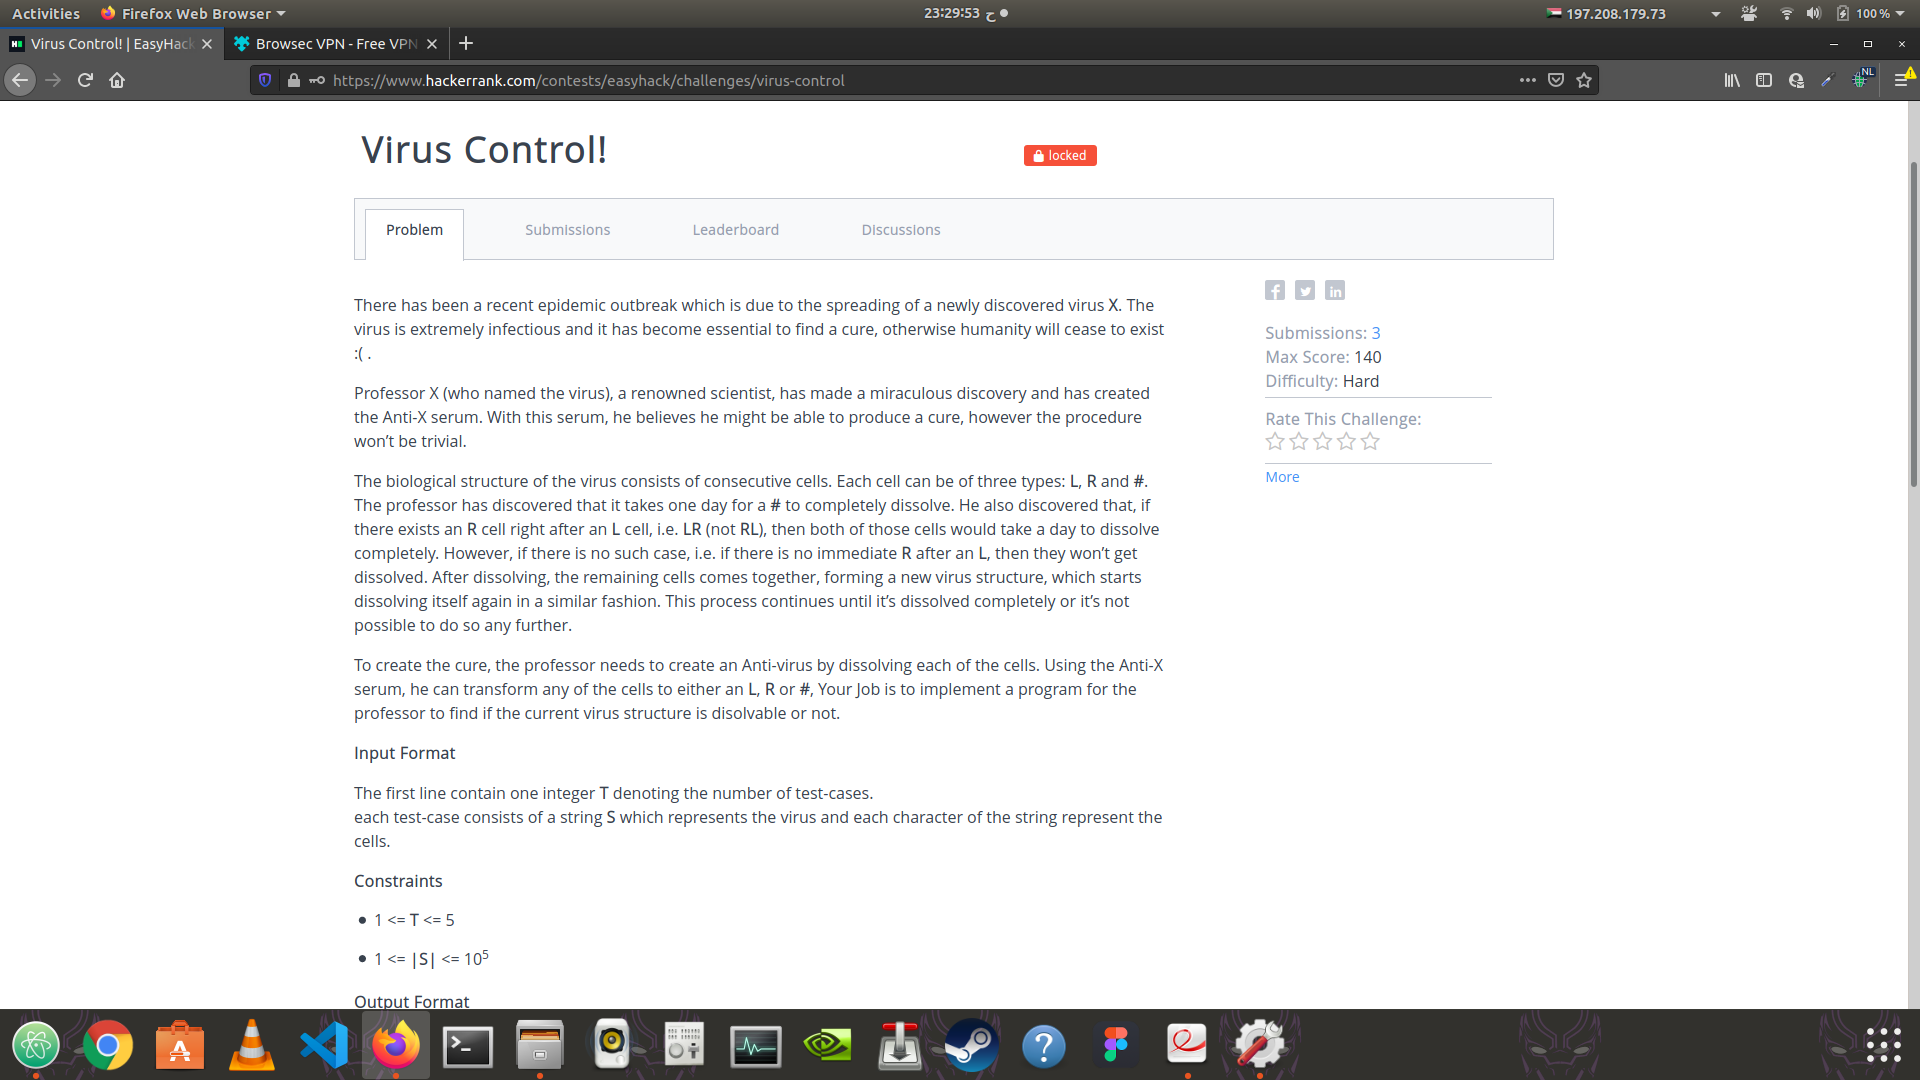 Activities
Firefox Web Browser
23:29:53 ح
197.208.179.73
100 %
Virus Control! | EasyHack
Browsec VPN - Free VPN
https://www.hackerrank.com/contests/easyhack/challenges/virus-control
NL
Virus Control!
locked
Problem
Submissions
Leaderboard
Discussions
There has been a recent epidemic outbreak which is due to the spreading of a newly discovered virus X. The
virus is extremely infectious and it has become essential to find a cure, otherwise humanity will cease to exist
:( .
Professor X (who named the virus), a renowned scientist, has made a miraculous discovery and has created
the Anti-X serum. With this serum, he believes he might be able to produce a cure, however the procedure
won’t be trivial.
The biological structure of the virus consists of consecutive cells. Each cell can be of three types: L, R and #.
The professor has discovered that it takes one day for a # to completely dissolve. He also discovered that, if
there exists an R cell right after an L cell, i.e. LR (not RL), then both of those cells would take a day to dissolve
completely. However, if there is no such case, i.e. if there is no immediate R after an L, then they won’t get
dissolved. After dissolving, the remaining cells comes together, forming a new virus structure, which starts
dissolving itself again in a similar fashion. This process continues until it’s dissolved completely or it’s not
possible to do so any further.
To create the cure, the professor needs to create an Anti-virus by dissolving each of the cells. Using the Anti-X
serum, he can transform any of the cells to either an L, R or #, Your Job is to implement a program for the
professor to find if the current virus structure is disolvable or not.
Input Format
The first line contain one integer T denoting the number of test-cases.
each test-case consists of a string S which represents the virus and each character of the string represent the
cells.
Constraints
1 <= T <= 5
1 <= |S| <= 10⁵
Output Format
Submissions: 3
Max Score: 140
Difficulty: Hard
Rate This Challenge:
More